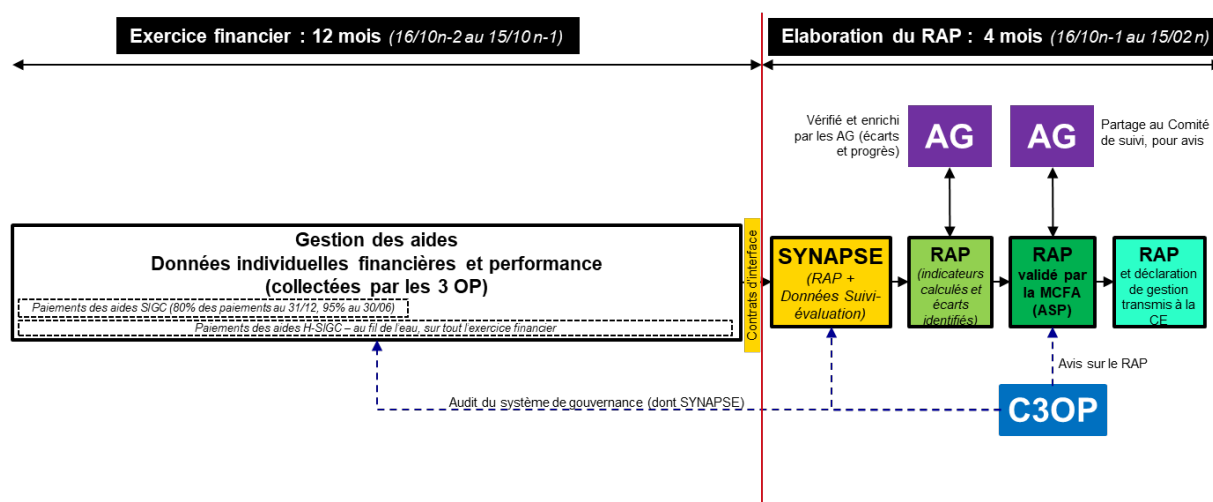 Exercice financier : 12 mois (16/10n-2 au 15/10 n-1)
Elaboration du RAP : 4 mois (16/10n-1 au 15/02 n)
Vérifié et enrichi
par les AG (écarts
et progrès)
AG
AG
Partage au Comité
de suivi, pour avis
Gestion des aides
Données individuelles financières et performance
(collectées par les 3 OP)
Paiements des aides SIGC (80% des paiements au 31/12, 95% au 30/06)
Paiements des aides H-SIGC – au fil de l'eau, sur tout l'exercice financier
Contrats d'interface
SYNAPSE
(RAP +
Données Suivi-
évaluation)
RAP
(indicateurs
calculés et
écarts
identifiés)
RAP
validé par
la MCFA
(ASP)
RAP
et déclaration
de gestion
transmis à la
CE
Avis sur le RAP
Audit du système de gouvernance (dont SYNAPSE)
C3OP